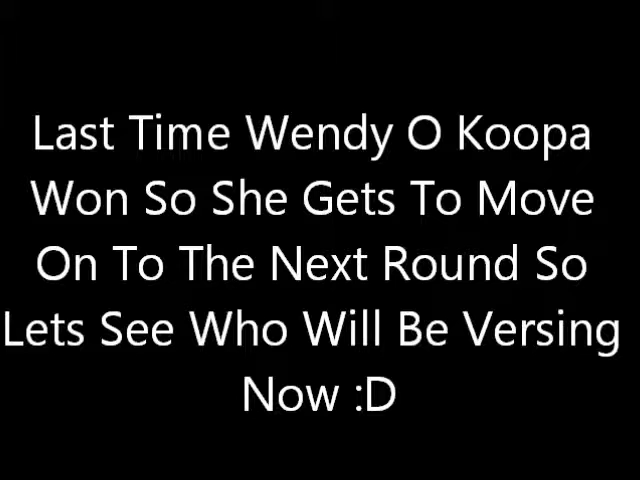 Last Time Wendy O Koopa
Won So She Gets To Move
On To The Next Round So
Lets See Who Will Be Versing
Now :D